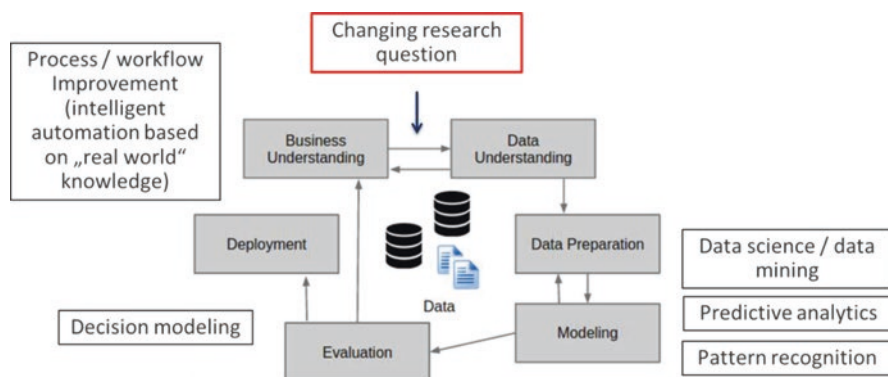 Changing research
question
Process / workflow
Improvement
(intelligent
automation based
on „real world“
knowledge)
Business
Understanding
Data
Understanding
Deployment
Data Preparation
Data
Data science / data
mining
Decision modeling
Evaluation
Modeling
Predictive analytics
Pattern recognition